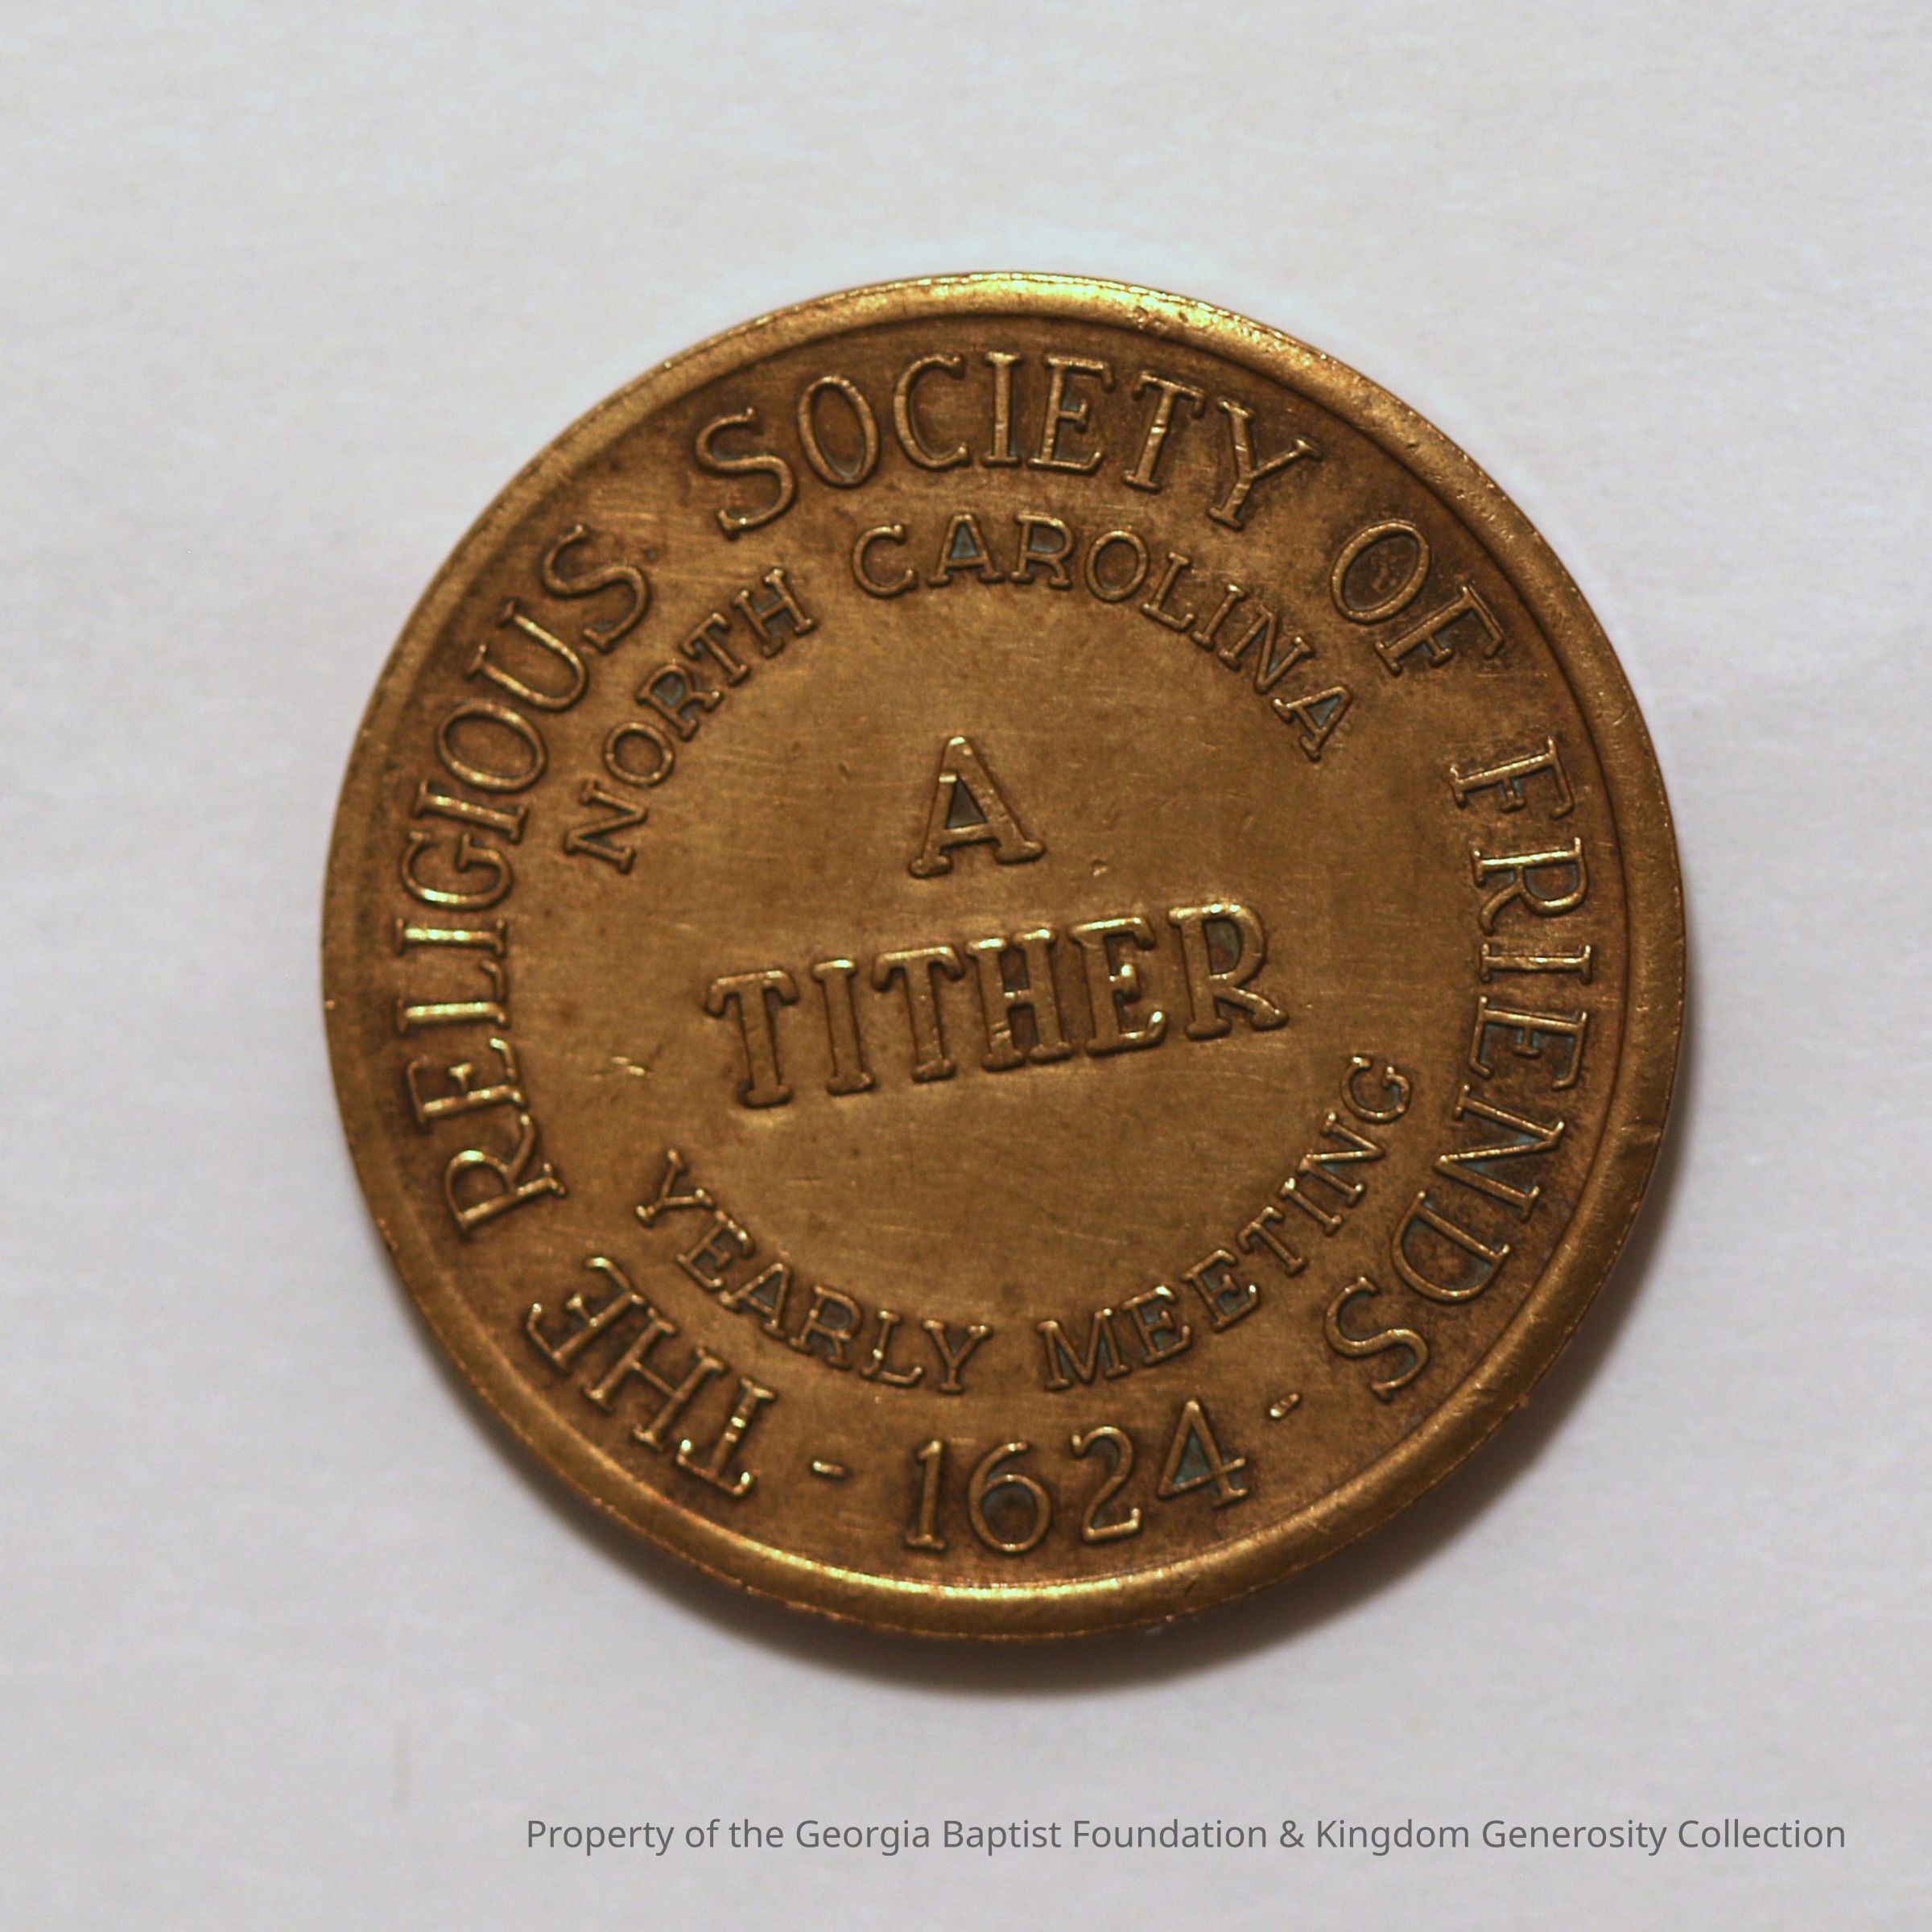 THE RELIGIOUS SOCIETY OF FRIENDS
- 1624 -
NORTH CAROLINA
A
TITHER
YEARLY MEETING
Property of the Georgia Baptist Foundation & Kingdom Generosity Collection